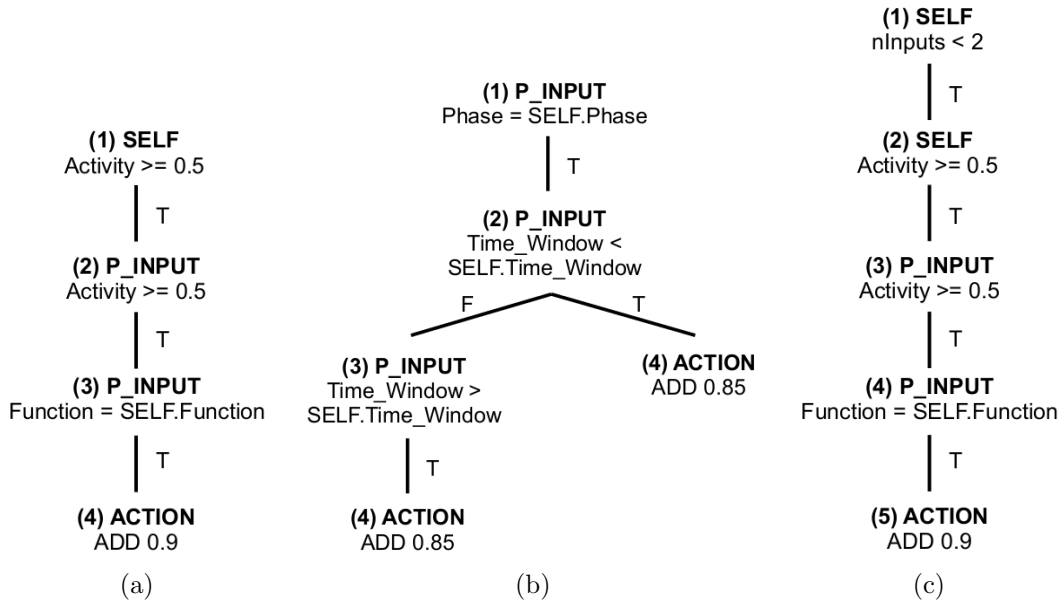 (1) SELF
Activity >= 0.5
T
(2) P_INPUT
Activity >= 0.5
T
(3) P_INPUT
Function = SELF.Function
T
(4) ACTION
ADD 0.9
(a)
(1) P_INPUT
Phase = SELF.Phase
T
(2) P_INPUT
Time_Window <
SELF.Time_Window
F
T
(3) P_INPUT
Time_Window >
SELF.Time_Window
T
(4) ACTION
ADD 0.85
(4) ACTION
ADD 0.85
(b)
(1) SELF
nInputs < 2
T
(2) SELF
Activity >= 0.5
T
(3) P_INPUT
Activity >= 0.5
T
(4) P_INPUT
Function = SELF.Function
T
(5) ACTION
ADD 0.9
(c)